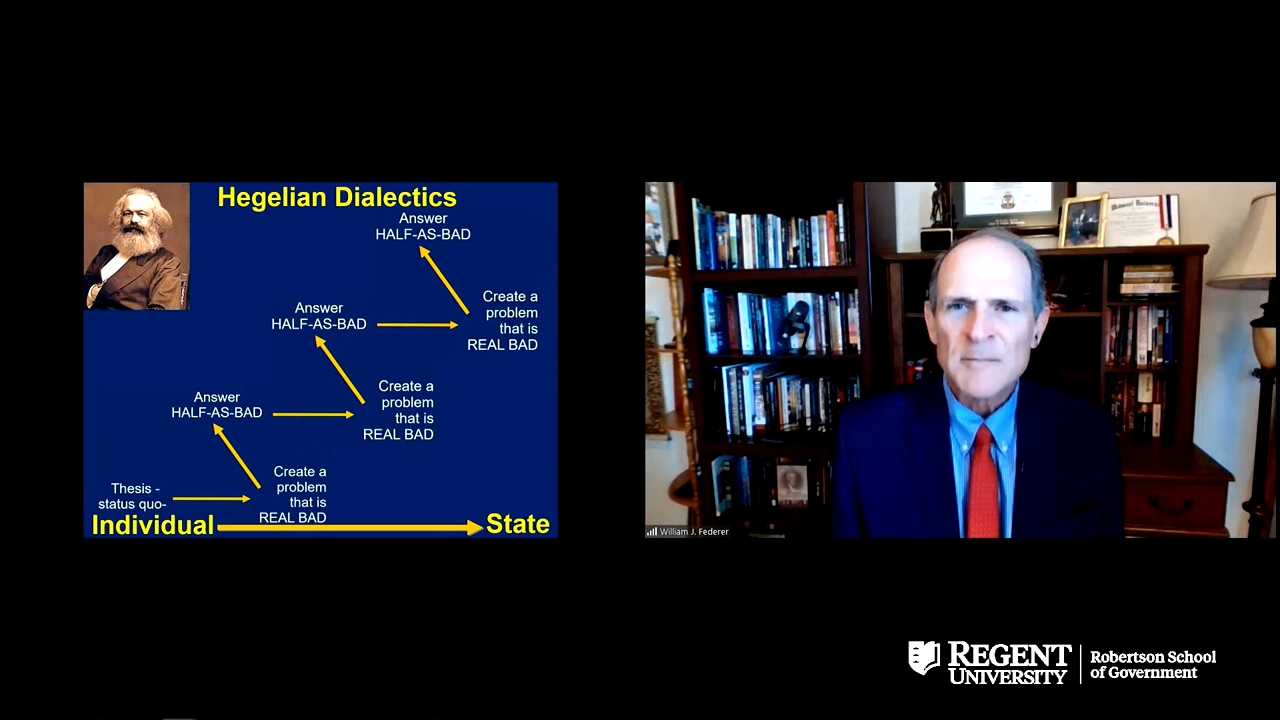 Hegelian Dialectics
Answer
HALF-AS-BAD
Create a
problem
that is
REAL BAD
Answer
HALF-AS-BAD
Create a
problem
that is
REAL BAD
Answer
HALF-AS-BAD
Create a
problem
that is
REAL BAD
Thesis -
status quo-
Individual
State
William J. Federer
REGENT
UNIVERSITY
Robertson School
of Government